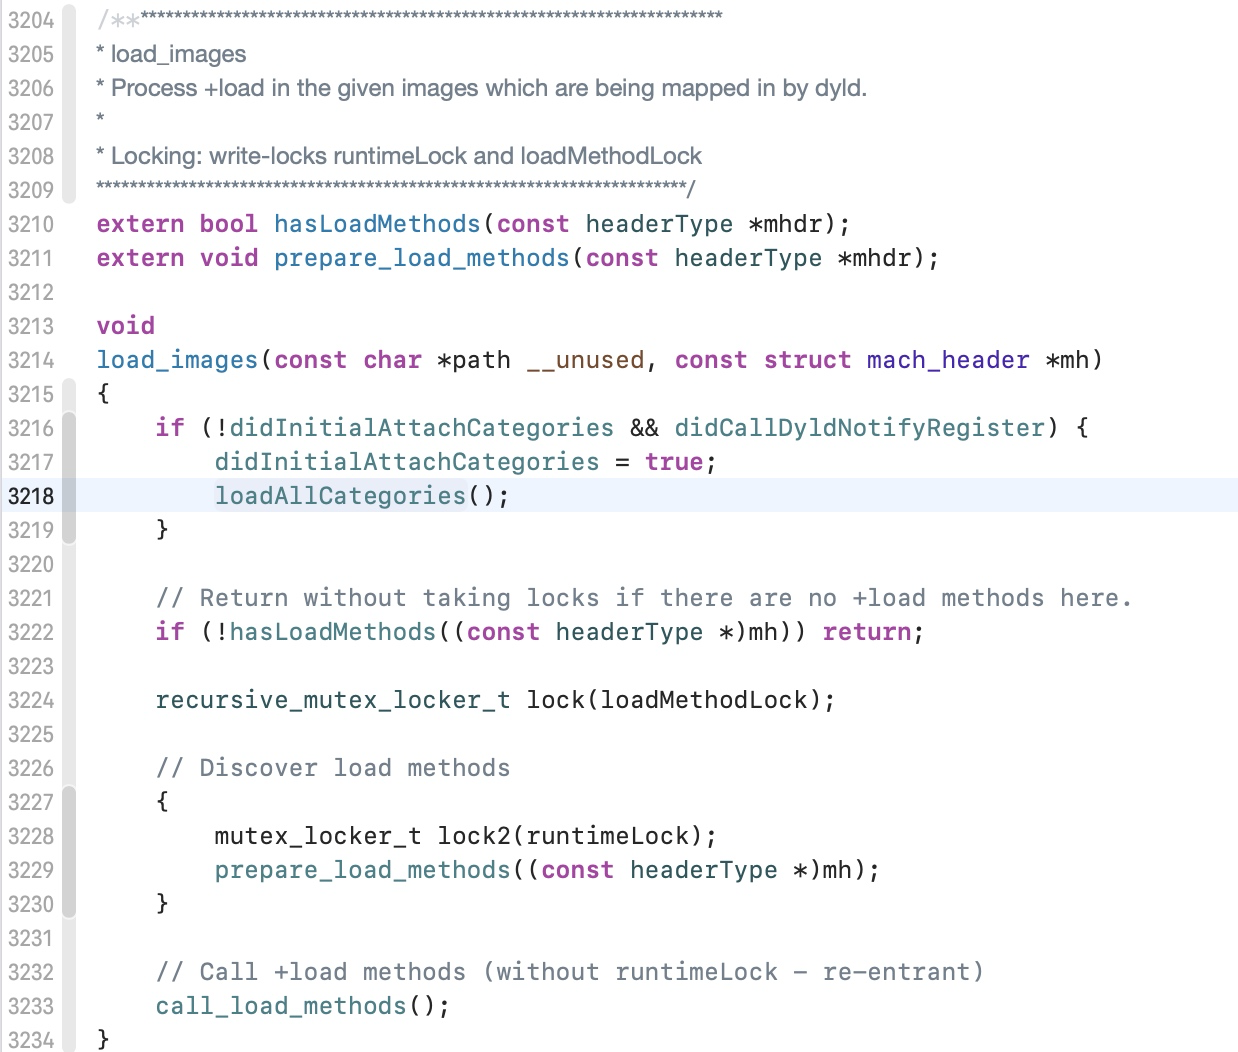 3204 /**********************************************************************
3205 * load_images
3206 * Process +load in the given images which are being mapped in by dyld.
3207 *
3208 * Locking: write-locks runtimeLock and loadMethodLock
3209 **********************************************************************/
3210 extern bool hasLoadMethods(const headerType *mhdr);
3211 extern void prepare_load_methods(const headerType *mhdr);
3212
3213 void
3214 load_images(const char *path __unused, const struct mach_header *mh)
3215 {
3216     if (!didInitialAttachCategories && didCallDyldNotifyRegister) {
3217         didInitialAttachCategories = true;
3218         loadAllCategories();
3219     }
3220
3221     // Return without taking locks if there are no +load methods here.
3222     if (!hasLoadMethods((const headerType *)mh)) return;
3223
3224     recursive_mutex_locker_t lock(loadMethodLock);
3225
3226     // Discover load methods
3227     {
3228         mutex_locker_t lock2(runtimeLock);
3229         prepare_load_methods((const headerType *)mh);
3230     }
3231
3232     // Call +load methods (without runtimeLock - re-entrant)
3233     call_load_methods();
3234 }